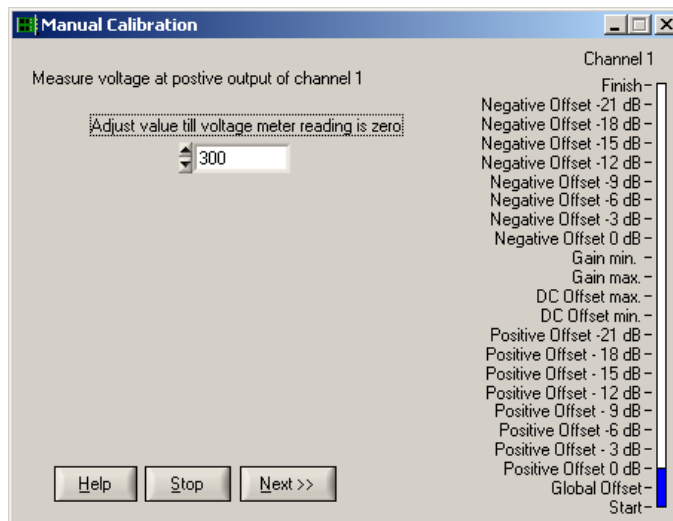 Manual Calibration
Measure voltage at postive output of channel 1
Adjust value till voltage meter reading is zero
300
Help
Stop
Next >>
Channel 1
Finish
Negative Offset -21 dB
Negative Offset -18 dB
Negative Offset -15 dB
Negative Offset -12 dB
Negative Offset -9 dB
Negative Offset -6 dB
Negative Offset -3 dB
Negative Offset 0 dB
Gain min.
Gain max.
DC Offset max.
DC Offset min.
Positive Offset -21 dB
Positive Offset - 18 dB
Positive Offset - 15 dB
Positive Offset - 12 dB
Positive Offset - 9 dB
Positive Offset -6 dB
Positive Offset - 3 dB
Positive Offset 0 dB
Global Offset
Start